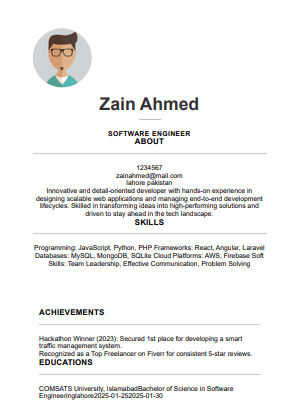 Zain Ahmed
SOFTWARE ENGINEER
ABOUT
1234567
zainahmed@mail.com
lahore pakistan
Innovative and detail-oriented developer with hands-on experience in
designing scalable web applications and managing end-to-end development
lifecycles. Skilled in transforming ideas into high-performing solutions and
driven to stay ahead in the tech landscape.
SKILLS
Programming: JavaScript, Python, PHP Frameworks: React, Angular, Laravel
Databases: MySQL, MongoDB, SQLite Cloud Platforms: AWS, Firebase Soft
Skills: Team Leadership, Effective Communication, Problem Solving
ACHIEVEMENTS
Hackathon Winner (2023): Secured 1st place for developing a smart
traffic management system.
Recognized as a Top Freelancer on Fiverr for consistent 5-star reviews.
EDUCATIONS
COMSATS University, IslamabadBachelor of Science in Software
Engineeringlahore2025-01-252025-01-30